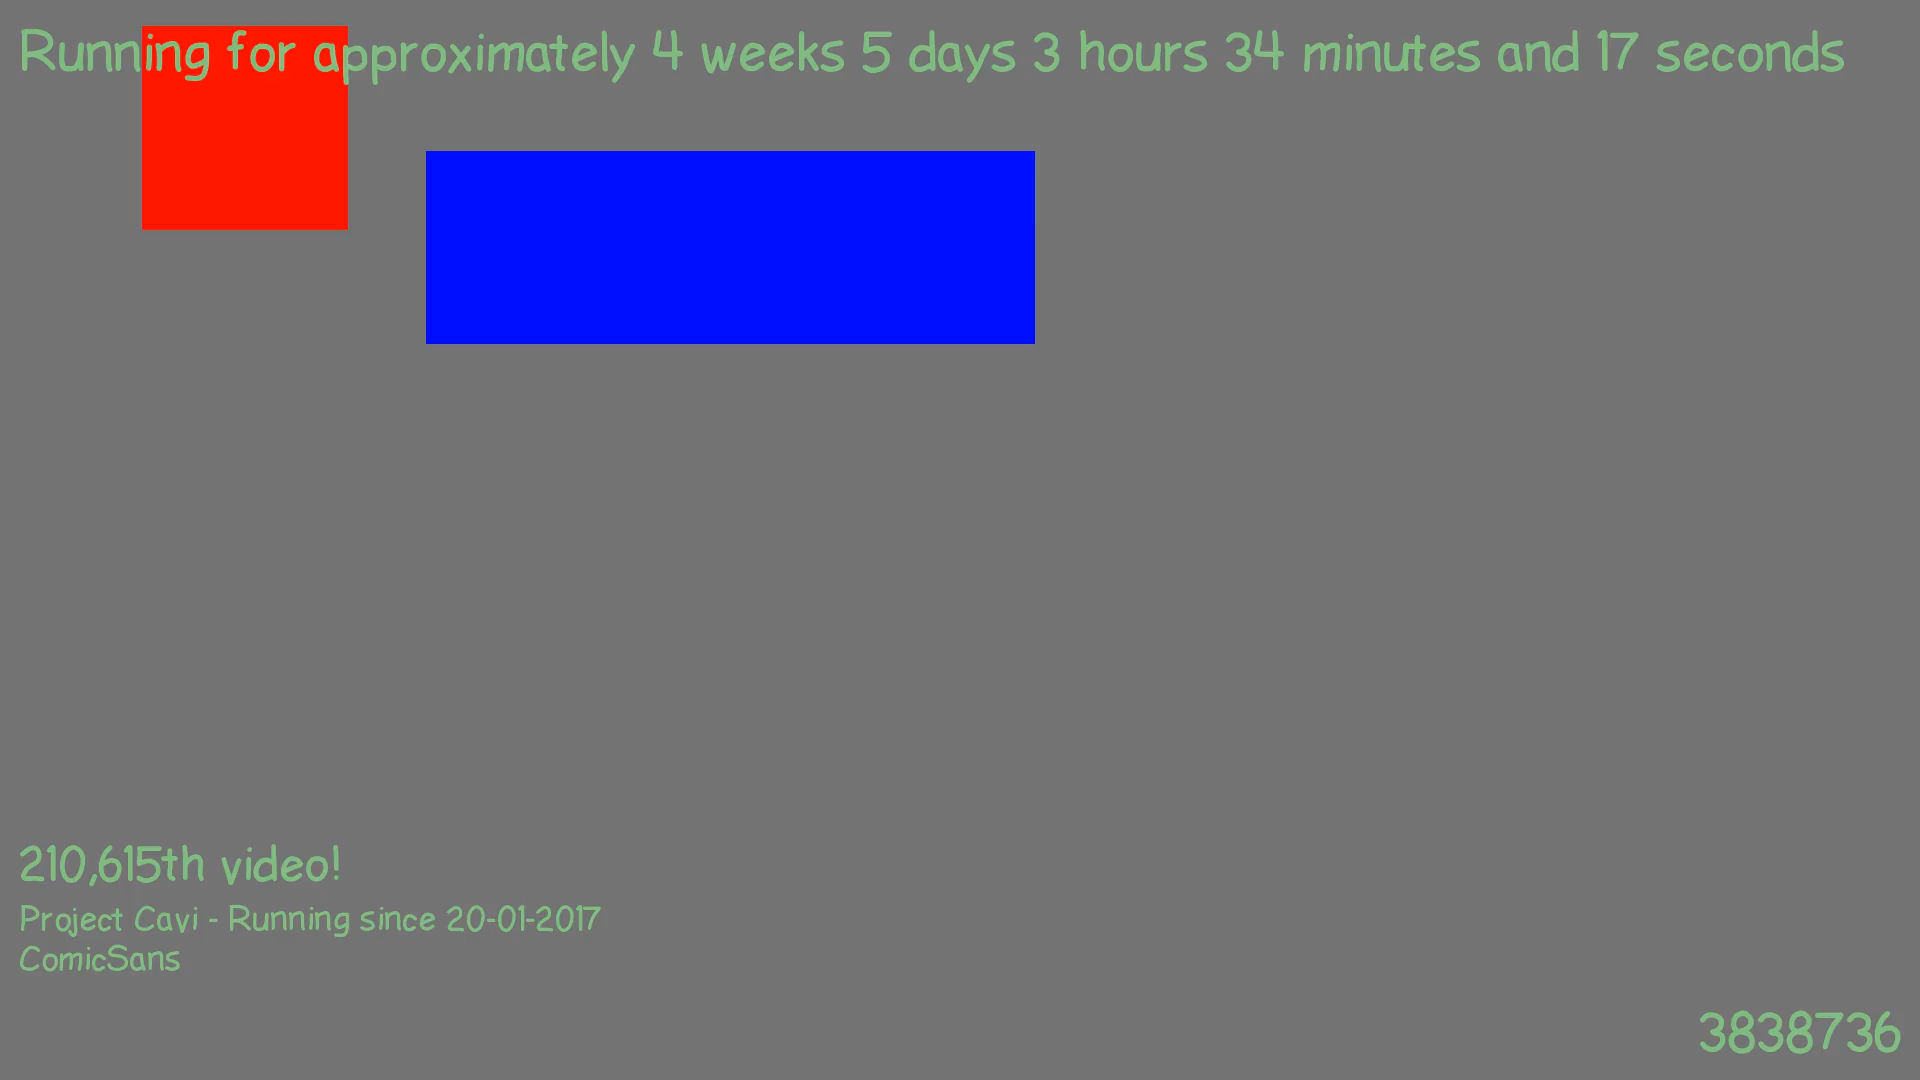 Running for approximately 4 weeks 5 days 3 hours 34 minutes and 17 seconds
210,615th video!
Project Cavi - Running since 20-01-2017
ComicSans
3838736